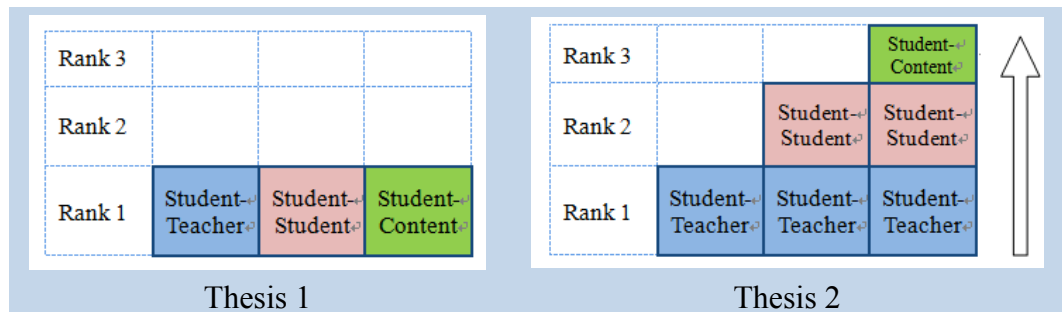 Rank 3
Rank 2
Rank 1
Student-
Teacher
Student-
Student
Student-
Content
Thesis 1
Rank 3
Student-
Content
Rank 2
Student-
Student
Student-
Student
Rank 1
Student-
Teacher
Student-
Teacher
Student-
Teacher
Thesis 2